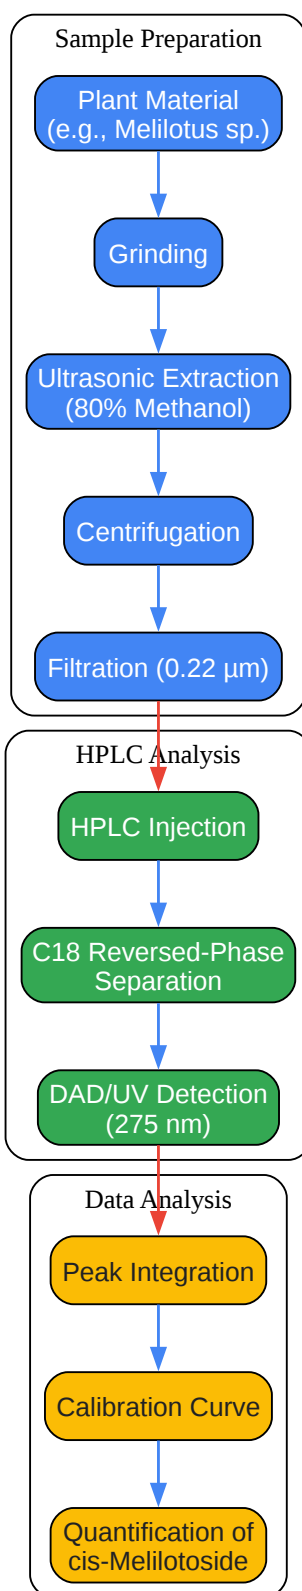 Sample Preparation
Plant Material
(e.g., Melilotus sp.)
Grinding
Ultrasonic Extraction
(80% Methanol)
Centrifugation
Filtration (0.22 µm)
HPLC Analysis
HPLC Injection
C18 Reversed-Phase
Separation
DAD/UV Detection
(275 nm)
Data Analysis
Peak Integration
Calibration Curve
Quantification of
cis-Melilotoside